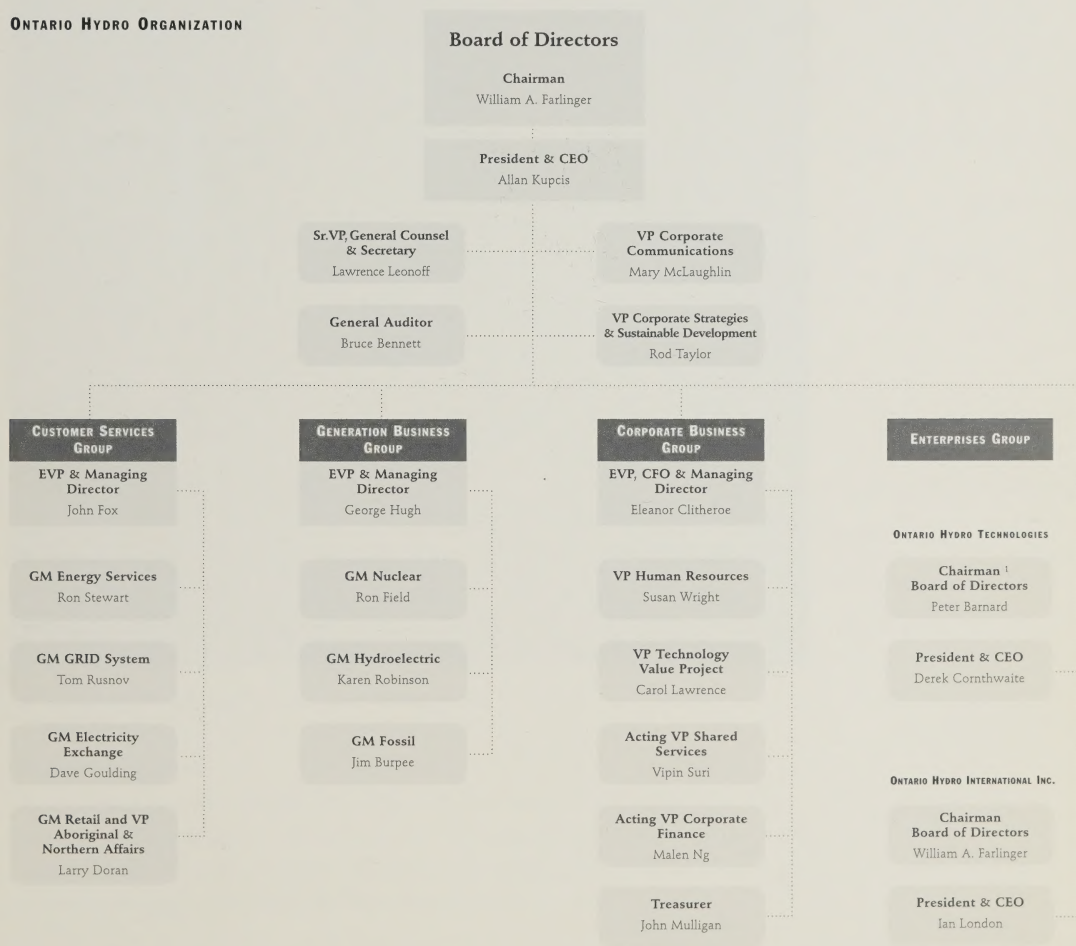 ONTARIO HYDRO ORGANIZATION
Board of Directors
Chairman
William A. Farlinger
President & CEO
Allan Kupcis
Sr.VP, General Counsel
& Secretary
Lawrence Leonoff
VP Corporate
Communications
Mary McLaughlin
General Auditor
Bruce Bennett
VP Corporate Strategies
& Sustainable Development
Rod Taylor
CUSTOMER SERVICES
GROUP
EVP & Managing
Director
John Fox
GM Energy Services
Ron Stewart
GM GRID System
Tom Rusnov
GM Electricity
Exchange
Dave Goulding
GM Retail and VP
Aboriginal &
Northern Affairs
Larry Doran
GENERATION BUSINESS
GROUP
EVP & Managing
Director
George Hugh
GM Nuclear
Ron Field
GM Hydroelectric
Karen Robinson
GM Fossil
Jim Burpee
CORPORATE BUSINESS
GROUP
EVP, CFO & Managing
Director
Eleanor Clitheroe
VP Human Resources
Susan Wright
VP Technology
Value Project
Carol Lawrence
Acting VP Shared
Services
Vipin Suri
Acting VP Corporate
Finance
Malen Ng
Treasurer
John Mulligan
ENTERPRISES GROUP
ONTARIO HYDRO TECHNOLOGIES
Chairman 1
Board of Directors
Peter Barnard
President & CEO
Derek Cornthwaite
ONTARIO HYDRO INTERNATIONAL INC.
Chairman
Board of Directors
William A. Farlinger
President & CEO
Ian London